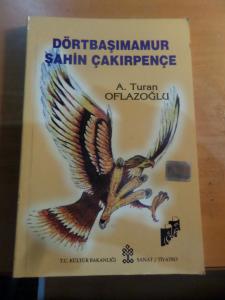 DÖRTBAŞIMAMUR
ŞAHİN ÇAKIRPENÇE
A. Turan
OFLAZOĞLU
T.C. KÜLTÜR BAKANLIĞI
SANAT / TİYATRO